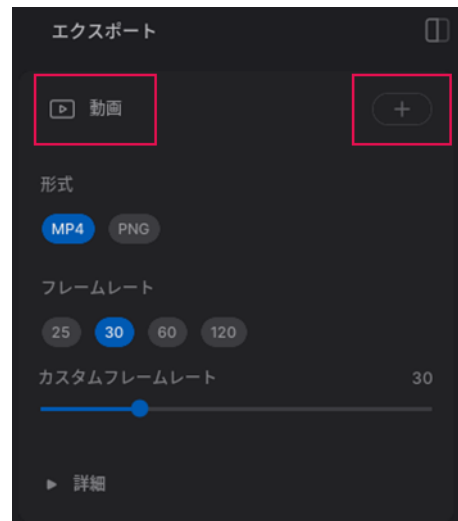 エクスポート
動画
形式
MP4 PNG
フレームレート
25 30 60 120
カスタムフレームレート 30
詳細